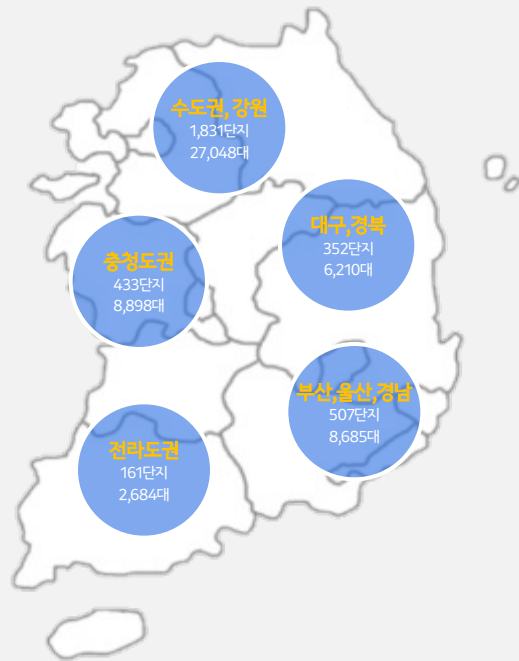 수도권, 강원
1,831단지
27,048대
대구,경북
352단지
6,210대
충청도권
433단지
8,898대
부산,울산,경남
507단지
8,685대
전라도권
161단지
2,684대